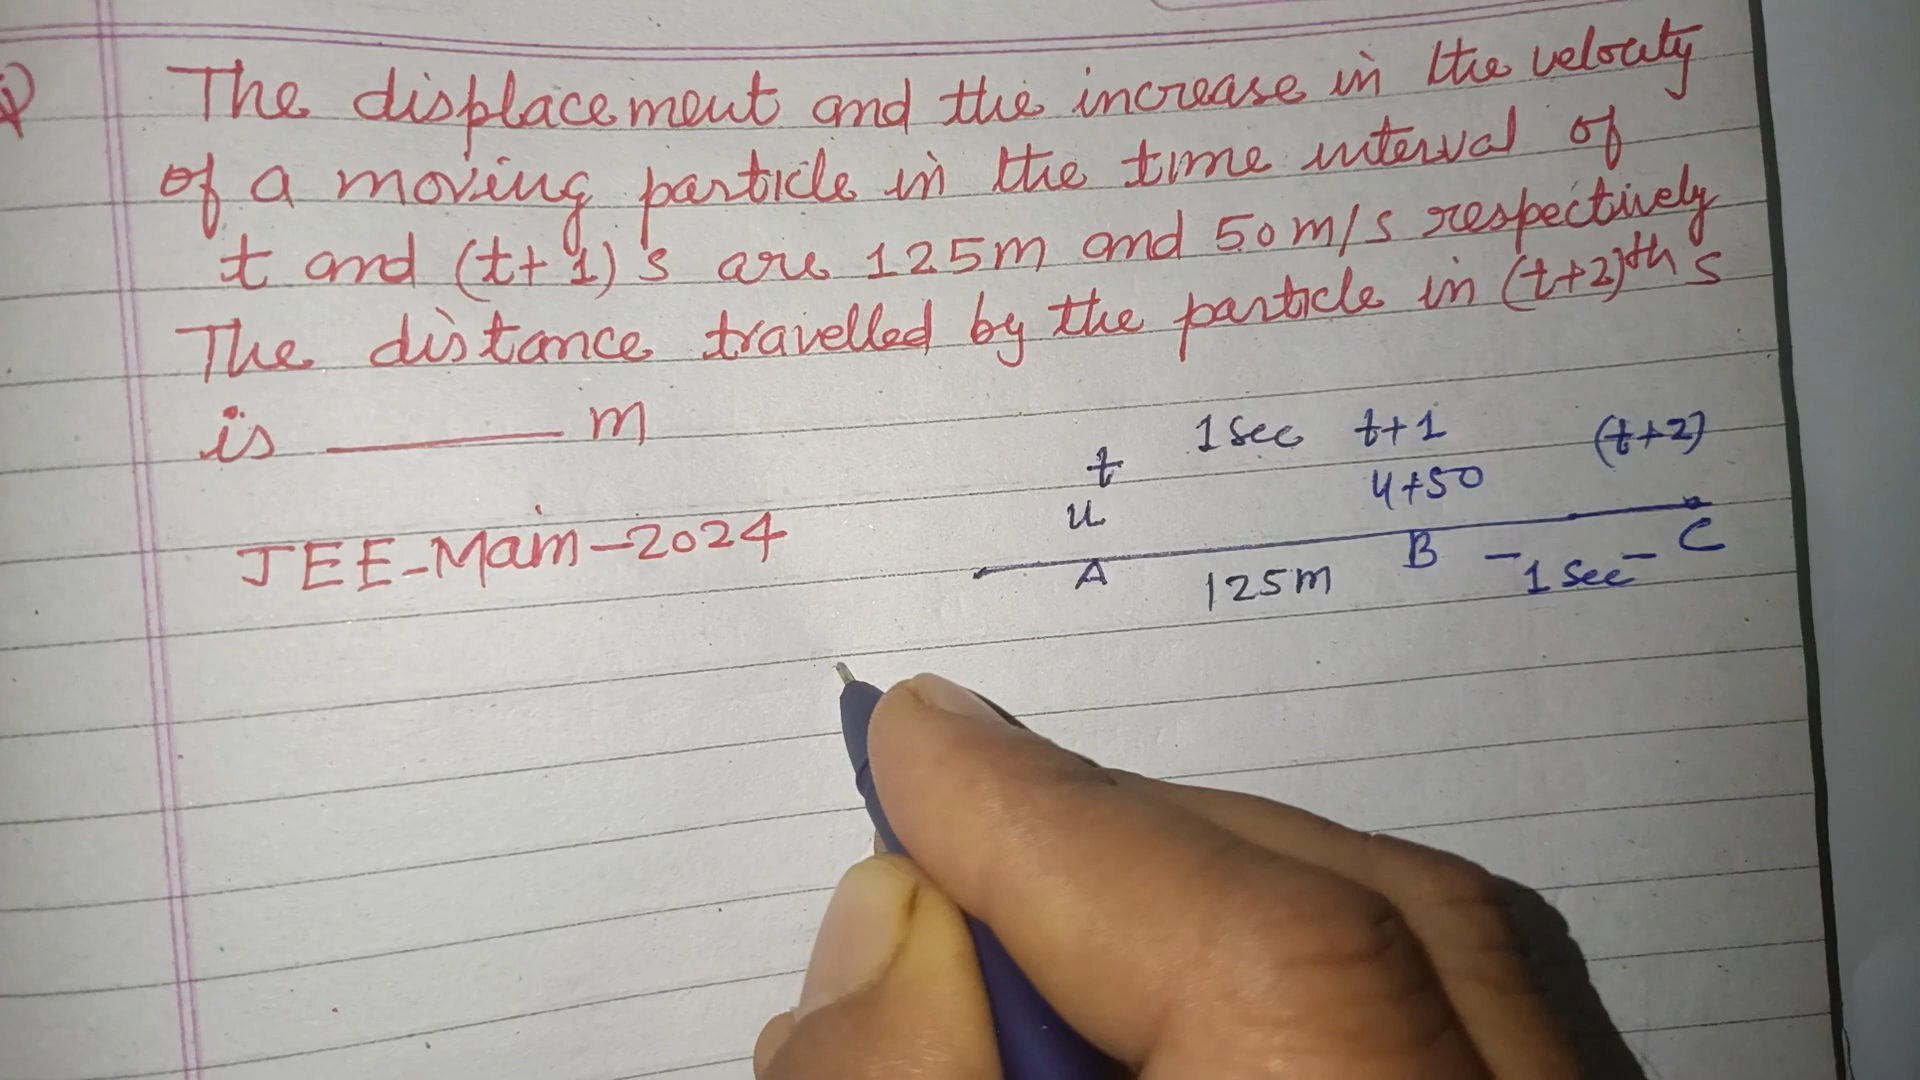 The displacement and the increase in the velocity
of a moving particle in the time interval of
t and (t+1)s are 125m and 50m/s respectively
The distance travelled by the particle in (t+2)th s
is ______ m
JEE-Main-2024
t 1 Sec t+1 (t+2)
u u+50
A 125m B - 1 Sec - C